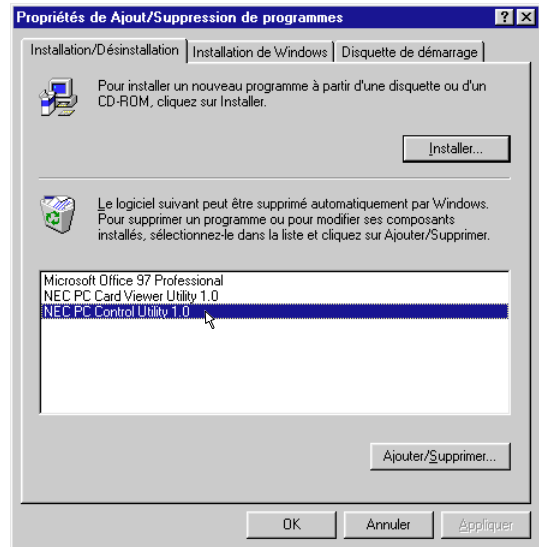 Propriétés de Ajout/Suppression de programmes
Installation/Désinstallation Installation de Windows Disquette de démarrage
Pour installer un nouveau programme à partir d'une disquette ou d'un
CD-ROM, cliquez sur Installer.
Installer...
Le logiciel suivant peut être supprimé automatiquement par Windows.
Pour supprimer un programme ou pour modifier ses composants
installés, sélectionnez-le dans la liste et cliquez sur Ajouter/Supprimer.
Microsoft Office 97 Professional
NEC PC Card Viewer Utility 1.0
NEC PC Control Utility 1.0
Ajouter/Supprimer...
OK Annuler Appliquer